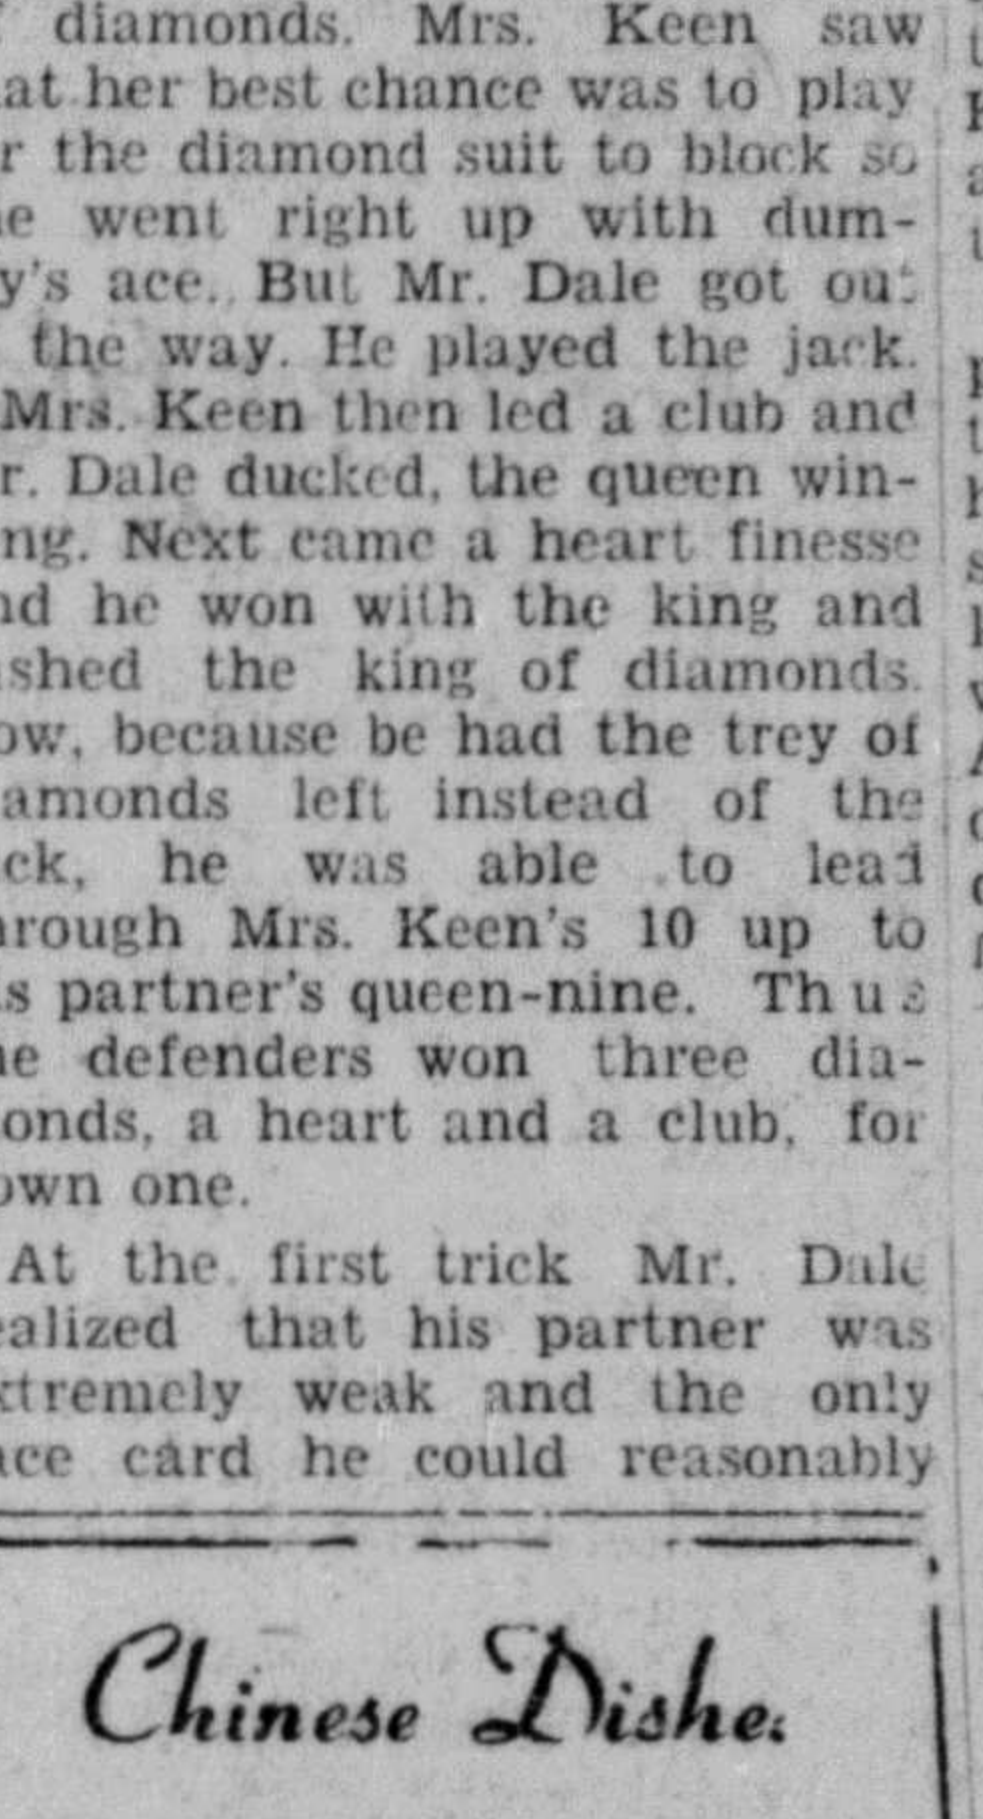 diamonds. Mrs. Keen saw
at her best chance was to play
r the diamond suit to block so
e went right up with dum-
y's ace. But Mr. Dale got out
the way. He played the jack.
Mrs. Keen then led a club and
r. Dale ducked, the queen win-
ng. Next came a heart finesse
nd he won with the king and
shed the king of diamonds.
ow, because be had the trey of
amonds left instead of the
ck, he was able to lead
rough Mrs. Keen's 10 up to
s partner's queen-nine. Thus
e defenders won three dia-
onds, a heart and a club, for
own one.
At the first trick Mr. Dale
ealized that his partner was
xtremely weak and the only
ace card he could reasonably
Chinese Dishes